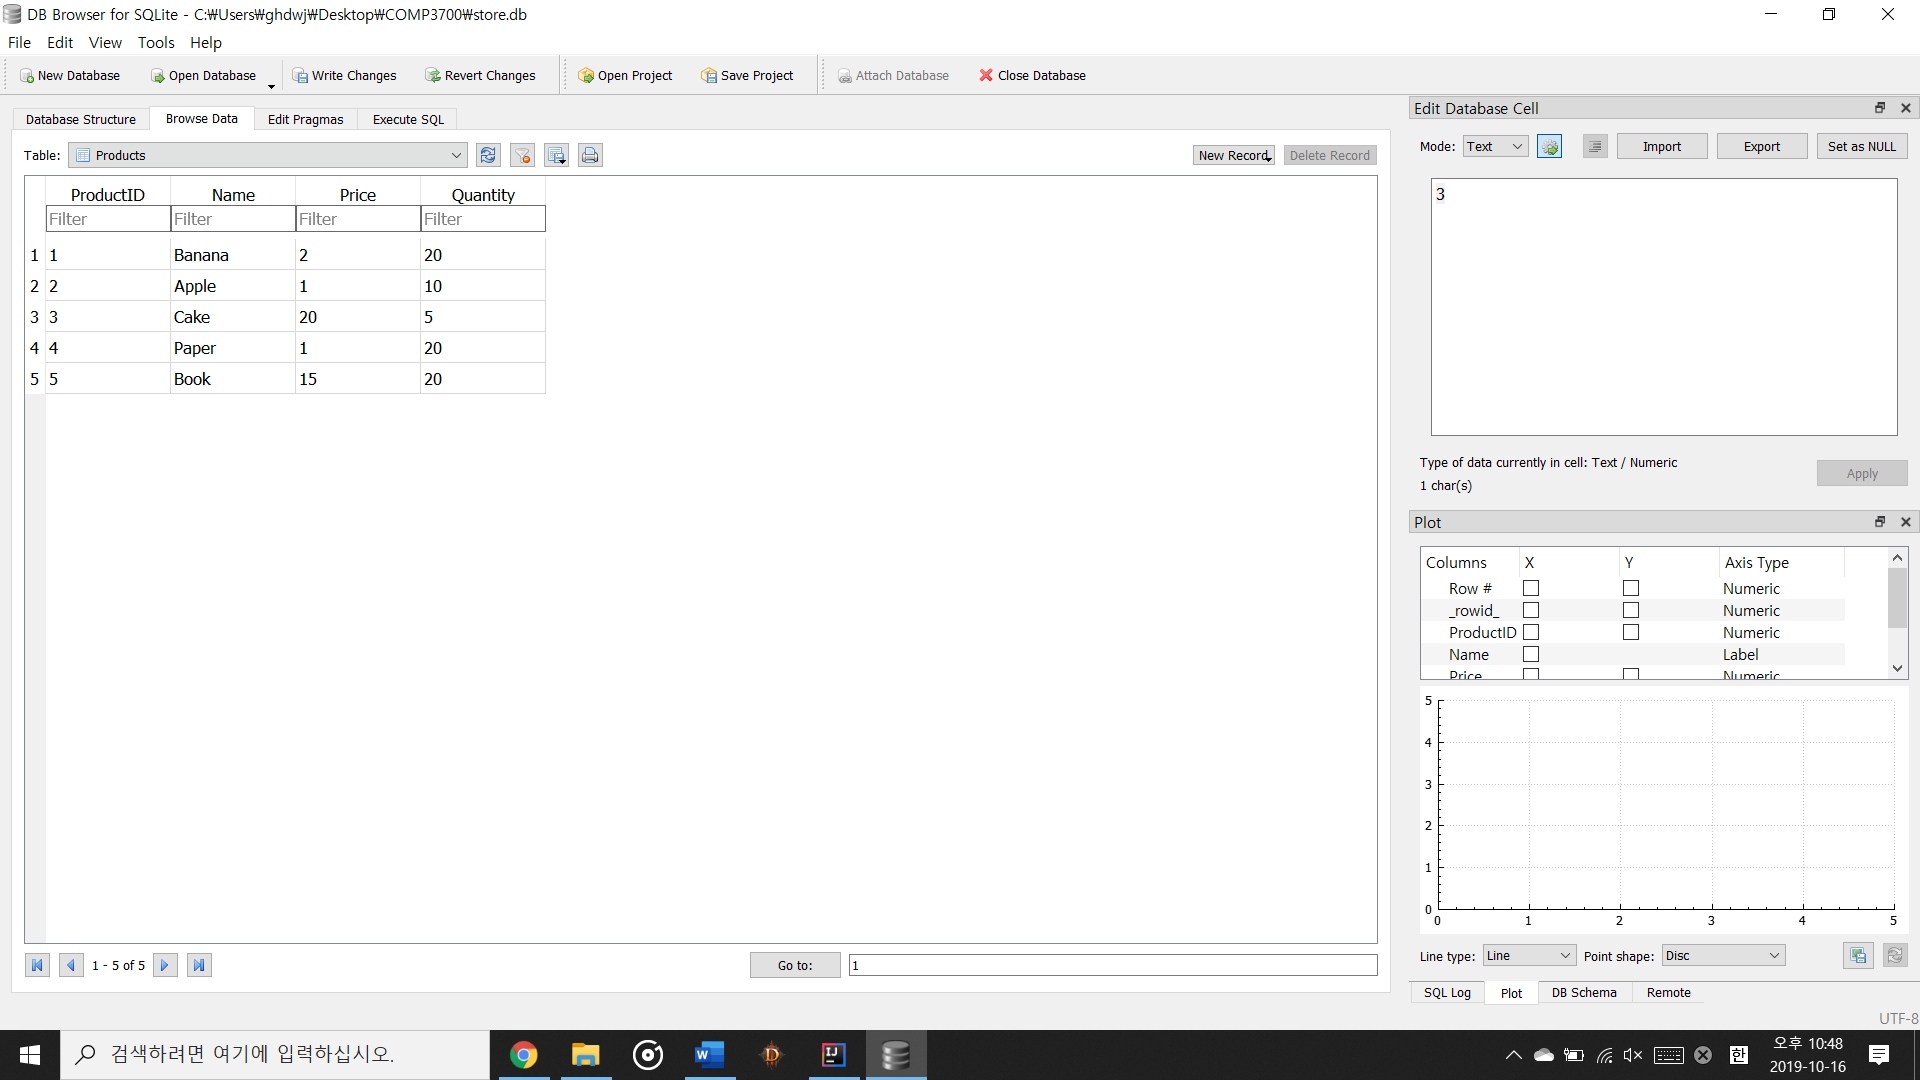 DB Browser for SQLite - C:₩Users₩ghdwj₩Desktop₩COMP3700₩store.db
File Edit View Tools Help
New Database Open Database Write Changes Revert Changes Open Project Save Project Attach Database Close Database
Database Structure Browse Data Edit Pragmas Execute SQL
Table: Products New Record Delete Record
ProductID Name Price Quantity
Filter Filter Filter Filter
1 1 Banana 2 20
2 2 Apple 1 10
3 3 Cake 20 5
4 4 Paper 1 20
5 5 Book 15 20
1 - 5 of 5 Go to: 1
Edit Database Cell
Mode: Text Import Export Set as NULL
3
Type of data currently in cell: Text / Numeric
1 char(s)
Apply
Plot
Columns X Y Axis Type
Row # Numeric
_rowid_ Numeric
ProductID Numeric
Name Label
Price Numeric
5
4
3
2
1
0
0 1 2 3 4 5
Line type: Line Point shape: Disc
SQL Log Plot DB Schema Remote
UTF-8
검색하려면 여기에 입력하십시오.
W
IJ
한
오후 10:48
2019-10-16